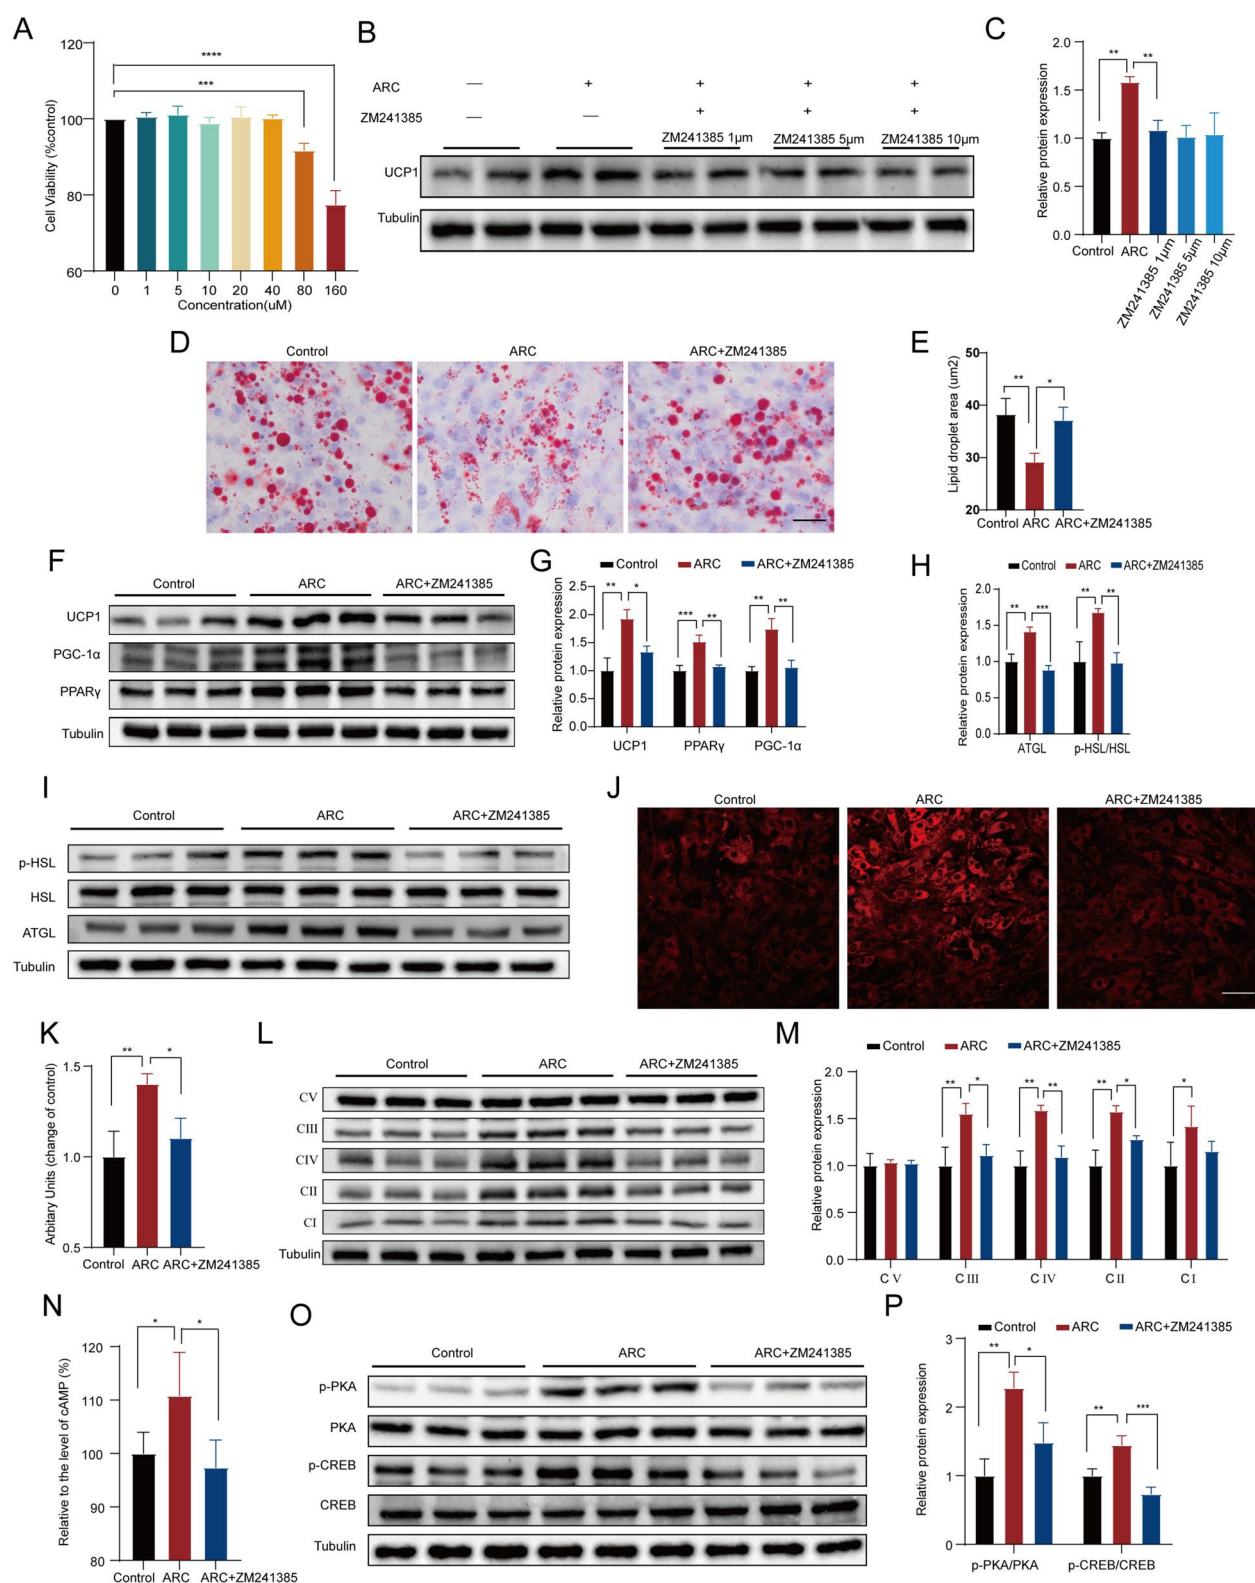 A
120
100
80
60
Cell Viability (%control)
****
***
0 1 5 10 20 40 80 160
Concentration(uM)
B
ARC — + + + +
ZM241385 — — + + +
ZM241385 1μm ZM241385 5μm ZM241385 10μm
UCP1
Tubulin
C
Relative protein expression
2.0
1.5
1.0
0.5
0.0
** **
Control ARC ZM241385 1μm ZM241385 5μm ZM241385 10μm
D
Control ARC ARC+ZM241385
E
Lipid droplet area (um2)
50
40
30
20
** *
Control ARC ARC+ZM241385
F
Control ARC ARC+ZM241385
UCP1
PGC-1α
PPARγ
Tubulin
G
Control ARC ARC+ZM241385
Relative protein expression
2.5
2.0
1.5
1.0
0.5
0.0
** * *** ** ** **
UCP1 PPARγ PGC-1α
H
Control ARC ARC+ZM241385
Relative protein expression
2.0
1.5
1.0
0.5
0.0
** *** ** **
ATGL p-HSL/HSL
I
Control ARC ARC+ZM241385
p-HSL
HSL
ATGL
Tubulin
J
Control ARC ARC+ZM241385
K
Arbitary Units (change of control)
1.5
1.0
0.5
** *
Control ARC ARC+ZM241385
L
Control ARC ARC+ZM241385
CV
CIII
CIV
CII
CI
Tubulin
M
Control ARC ARC+ZM241385
Relative protein expression
2.0
1.5
1.0
0.5
0.0
** * ** ** ** * *
C V C III C IV C II C I
N
Relative to the level of cAMP (%)
120
110
100
90
80
* *
Control ARC ARC+ZM241385
O
Control ARC ARC+ZM241385
p-PKA
PKA
p-CREB
CREB
Tubulin
P
Control ARC ARC+ZM241385
Relative protein expression
3
2
1
0
** * ** ***
p-PKA/PKA p-CREB/CREB